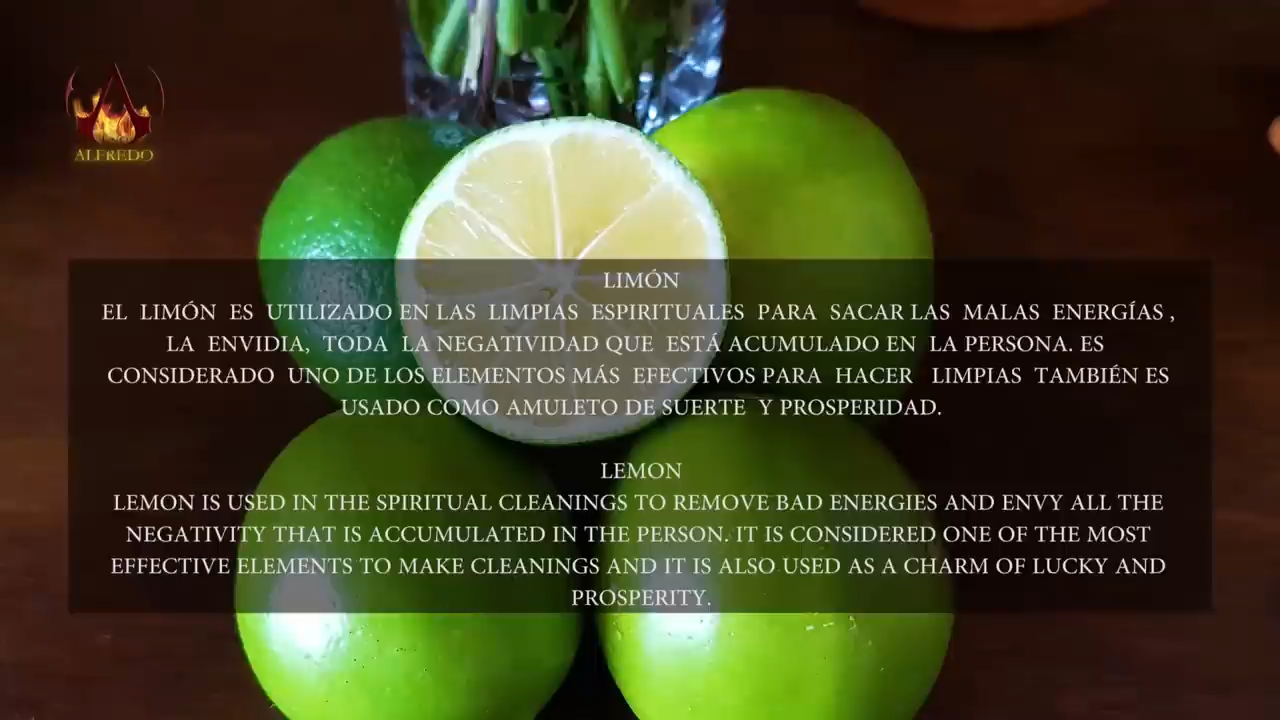 ALFREDO
LIMÓN
EL LIMÓN ES UTILIZADO EN LAS LIMPIAS ESPIRITUALES PARA SACAR LAS MALAS ENERGÍAS ,
LA ENVIDIA, TODA LA NEGATIVIDAD QUE ESTÁ ACUMULADO EN LA PERSONA. ES
CONSIDERADO UNO DE LOS ELEMENTOS MÁS EFECTIVOS PARA HACER LIMPIAS TAMBIÉN ES
USADO COMO AMULETO DE SUERTE Y PROSPERIDAD.
LEMON
LEMON IS USED IN THE SPIRITUAL CLEANINGS TO REMOVE BAD ENERGIES AND ENVY ALL THE
NEGATIVITY THAT IS ACCUMULATED IN THE PERSON. IT IS CONSIDERED ONE OF THE MOST
EFFECTIVE ELEMENTS TO MAKE CLEANINGS AND IT IS ALSO USED AS A CHARM OF LUCKY AND
PROSPERITY.